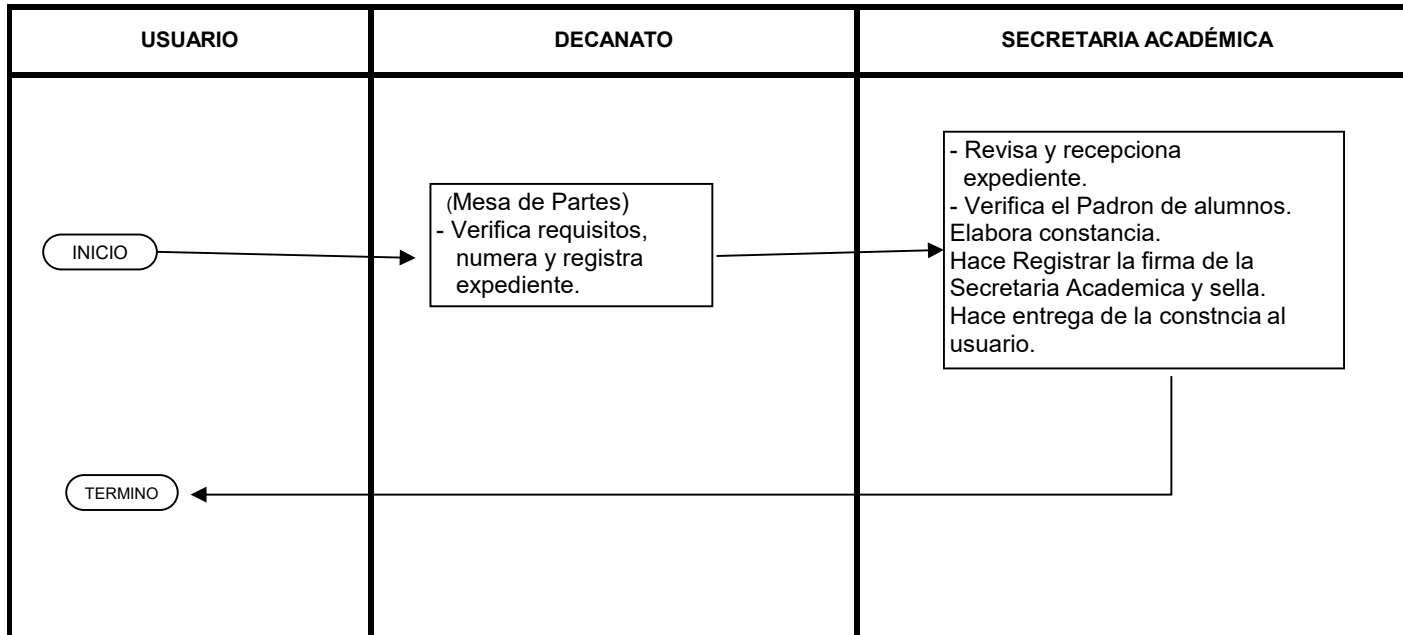 USUARIO
DECANATO
SECRETARIA ACADÉMICA
INICIO
(Mesa de Partes)
- Verifica requisitos,
numera y registra
expediente.
- Revisa y recepciona
expediente.
- Verifica el Padron de alumnos.
Elabora constancia.
Hace Registrar la firma de la
Secretaria Academica y sella.
Hace entrega de la constncia al
usuario.
TERMINO